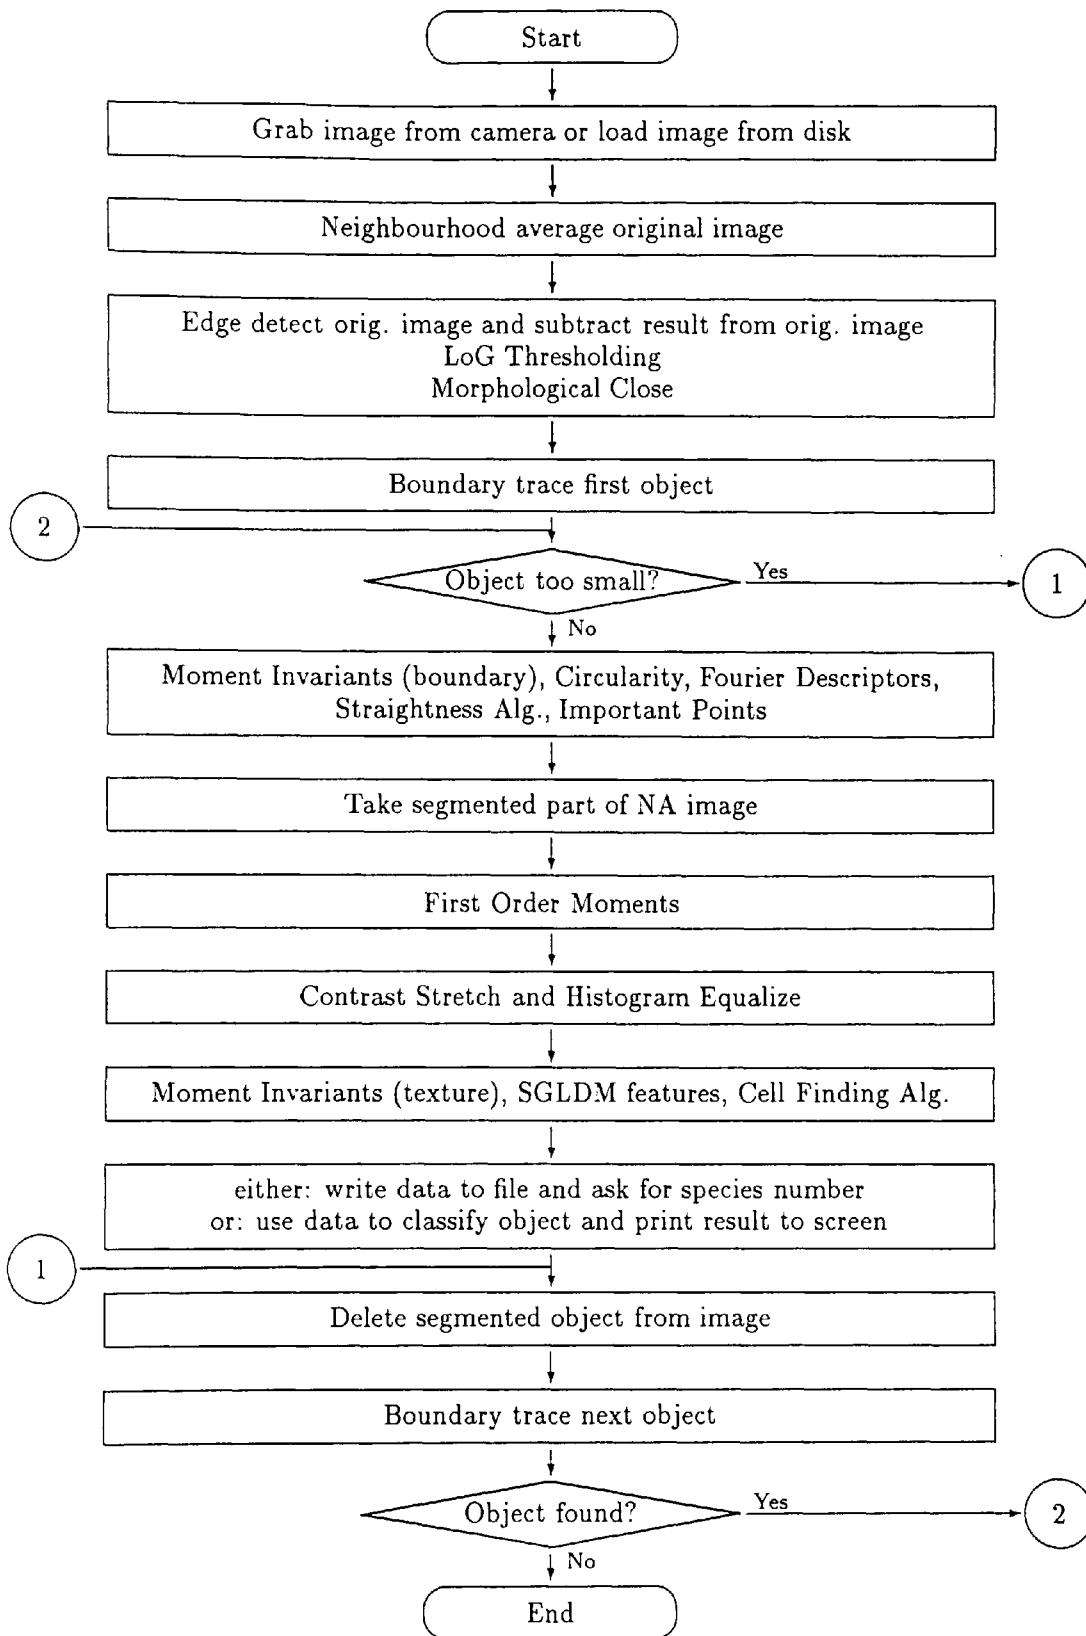 Start
Grab image from camera or load image from disk
Neighbourhood average original image
Edge detect orig. image and subtract result from orig. image
LoG Thresholding
Morphological Close
Boundary trace first object
2
Object too small?
Yes
1
No
Moment Invariants (boundary), Circularity, Fourier Descriptors,
Straightness Alg., Important Points
Take segmented part of NA image
First Order Moments
Contrast Stretch and Histogram Equalize
Moment Invariants (texture), SGLDM features, Cell Finding Alg.
either: write data to file and ask for species number
or: use data to classify object and print result to screen
1
Delete segmented object from image
Boundary trace next object
Object found?
Yes
2
No
End